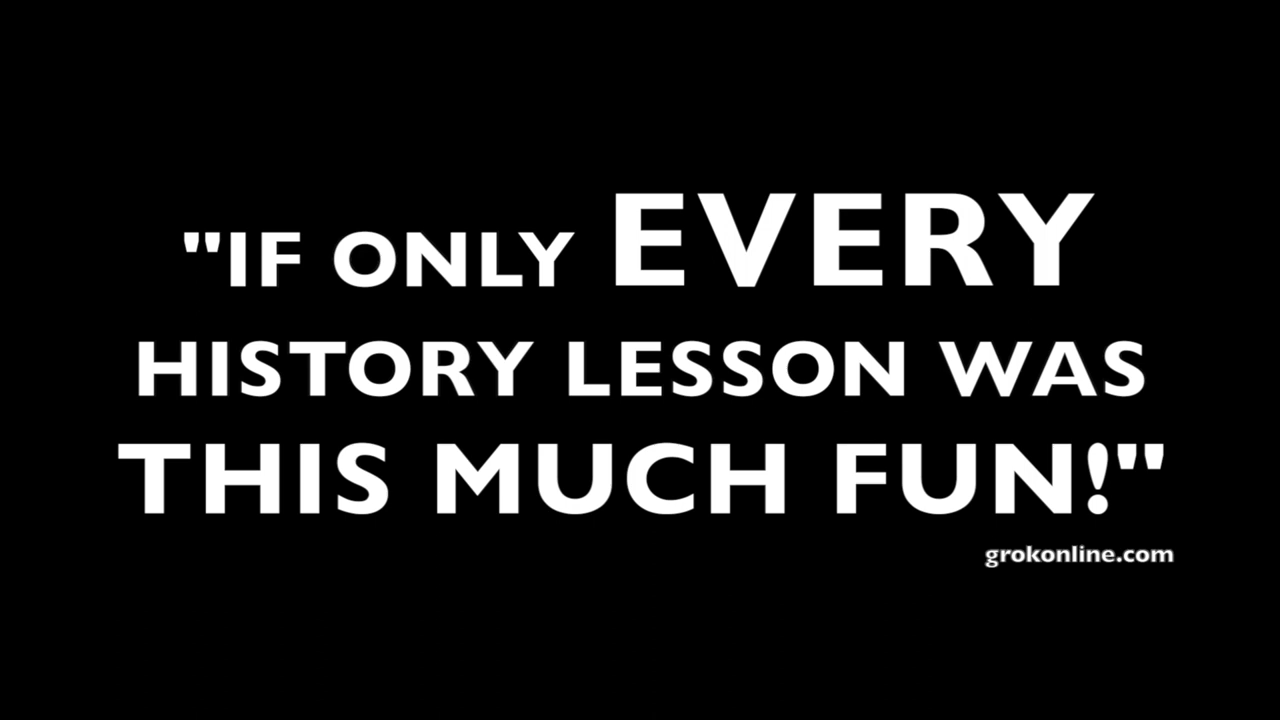 "IF ONLY EVERY
HISTORY LESSON WAS
THIS MUCH FUN!"
grokonline.com